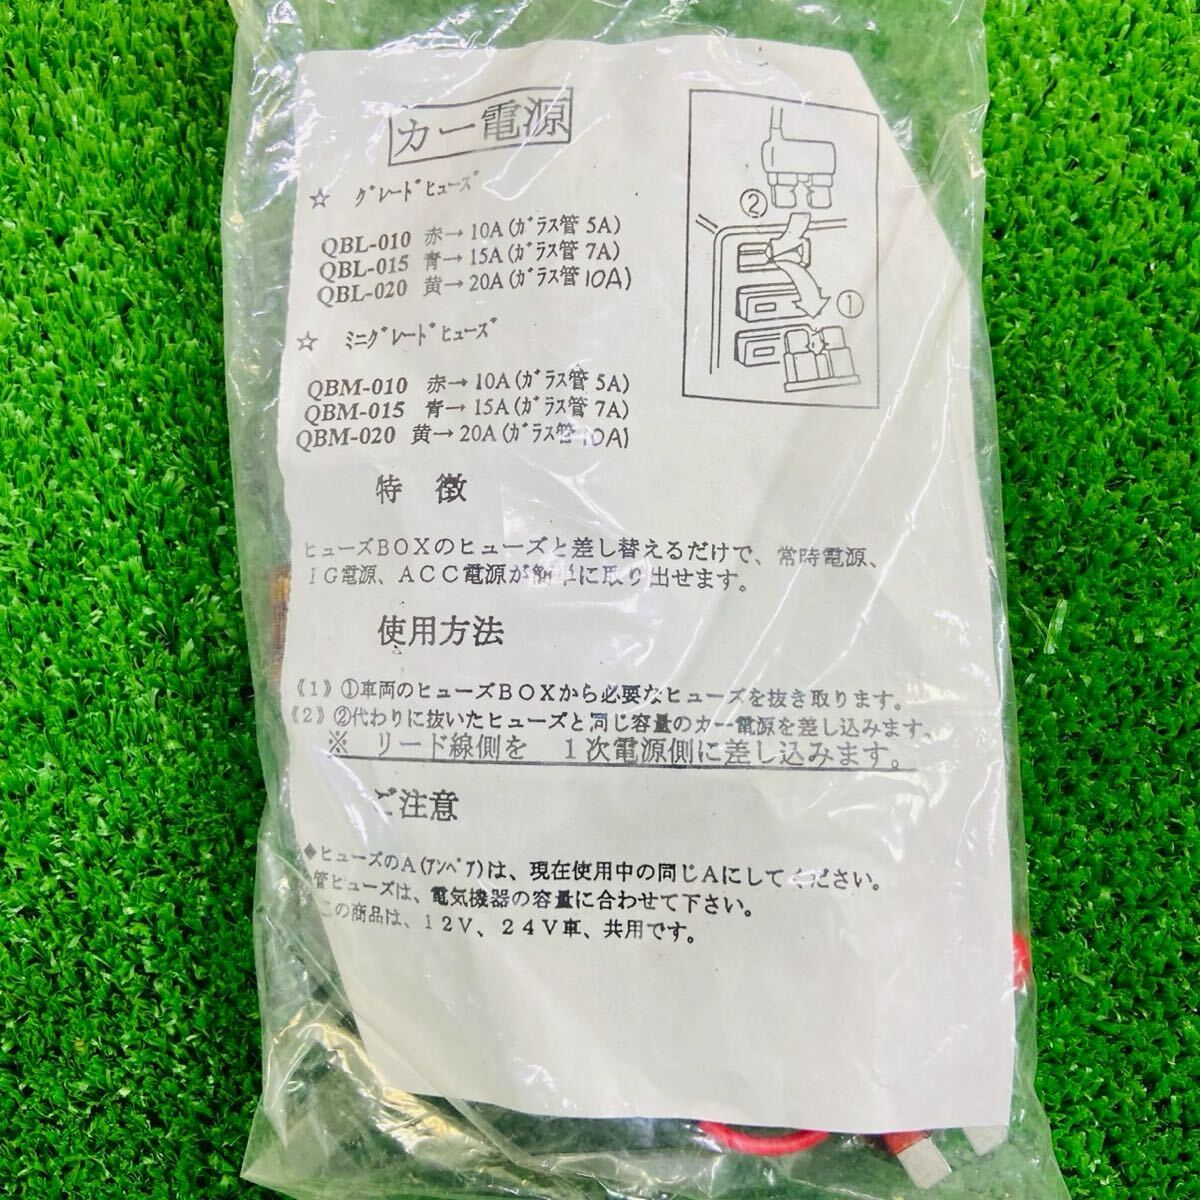 カー電源
☆ グレードヒューズ
QBL-010 赤→10A(ガラス管 5A)
QBL-015 青→15A(ガラス管 7A)
QBL-020 黄→20A(ガラス管10A)
☆ ミニグレードヒューズ
QBM-010 赤→10A(ガラス管 5A)
QBM-015 青→15A(ガラス管 7A)
QBM-020 黄→20A(ガラス管10A)
②
①
特 徴
ヒューズBOXのヒューズと差し替えるだけで、常時電源、
IG電源、ACC電源が簡単に取り出せます。
使用方法
《1》①車両のヒューズBOXから必要なヒューズを抜き取ります。
《2》②代わりに抜いたヒューズと同じ容量のカー電源を差し込みます。
※ リード線側を 1次電源側に差し込みます。
ご注意
◆ヒューズのA(アンペア)は、現在使用中の同じAにしてください。
管ヒューズは、電気機器の容量に合わせて下さい。
この商品は、12V、24V車、共用です。